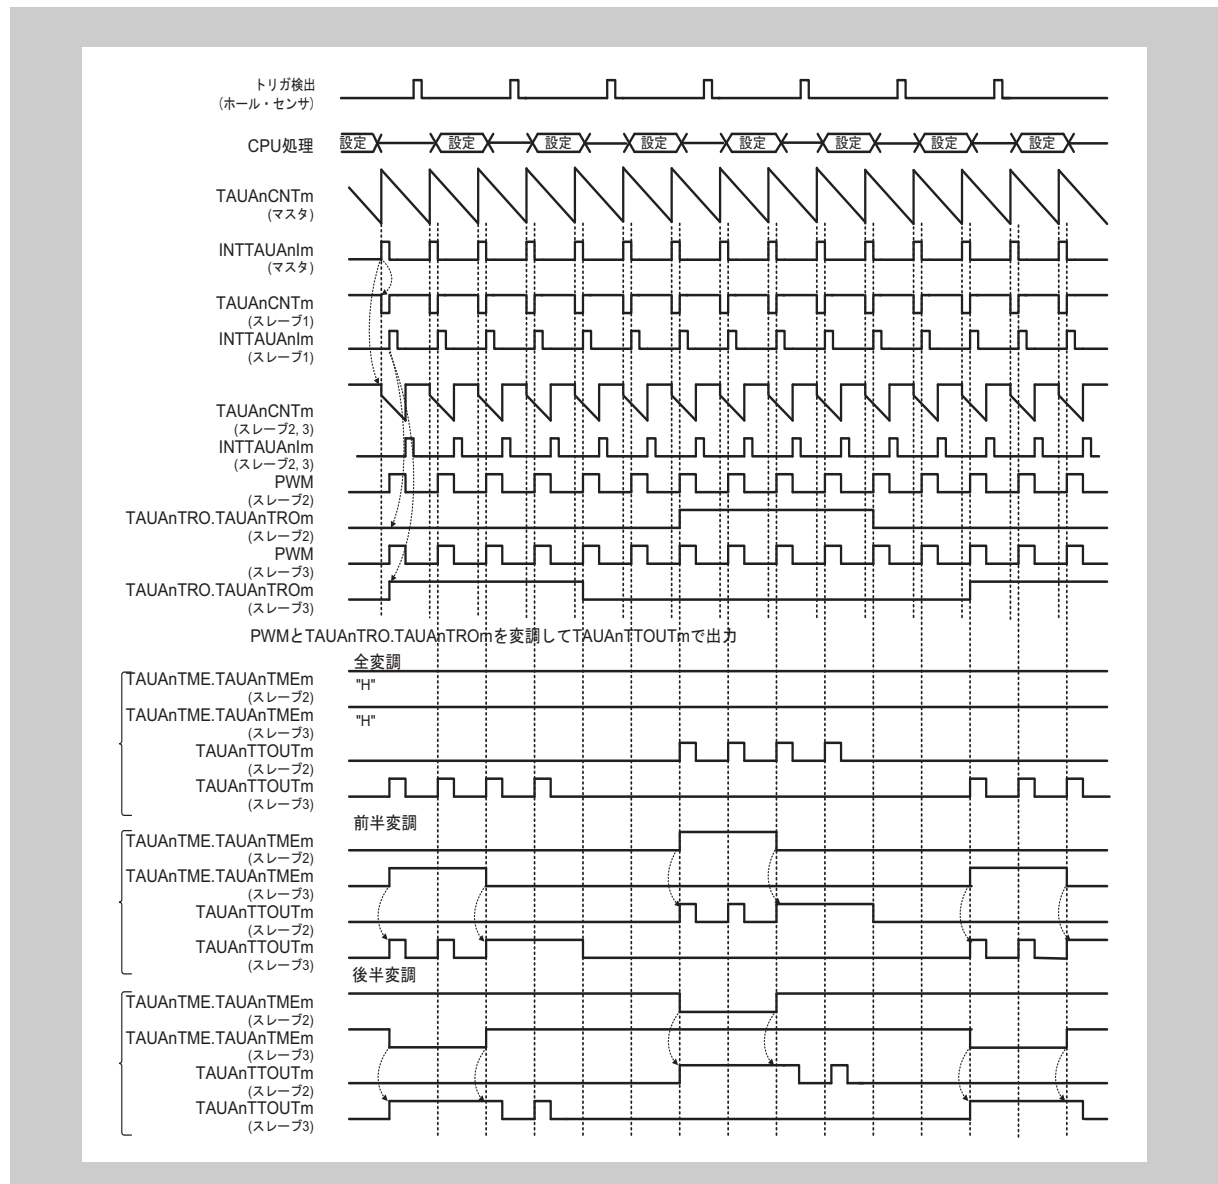 トリガ検出
(ホール・センサ)
CPU処理
設定 設定 設定 設定 設定 設定 設定 設定
TAUAnCNTm
(マスタ)
INTTAUAnIm
(マスタ)
TAUAnCNTm
(スレーブ1)
INTTAUAnIm
(スレーブ1)
TAUAnCNTm
(スレーブ2, 3)
INTTAUAnIm
(スレーブ2, 3)
PWM
(スレーブ2)
TAUAnTRO.TAUAnTROm
(スレーブ2)
PWM
(スレーブ3)
TAUAnTRO.TAUAnTROm
(スレーブ3)
PWMとTAUAnTRO.TAUAnTROmを変調してTAUAnTTOUTmで出力
全変調
TAUAnTME.TAUAnTMEm
(スレーブ2)
"H"
TAUAnTME.TAUAnTMEm
(スレーブ3)
"H"
TAUAnTTOUTm
(スレーブ2)
TAUAnTTOUTm
(スレーブ3)
前半変調
TAUAnTME.TAUAnTMEm
(スレーブ2)
TAUAnTME.TAUAnTMEm
(スレーブ3)
TAUAnTTOUTm
(スレーブ2)
TAUAnTTOUTm
(スレーブ3)
後半変調
TAUAnTME.TAUAnTMEm
(スレーブ2)
TAUAnTME.TAUAnTMEm
(スレーブ3)
TAUAnTTOUTm
(スレーブ2)
TAUAnTTOUTm
(スレーブ3)